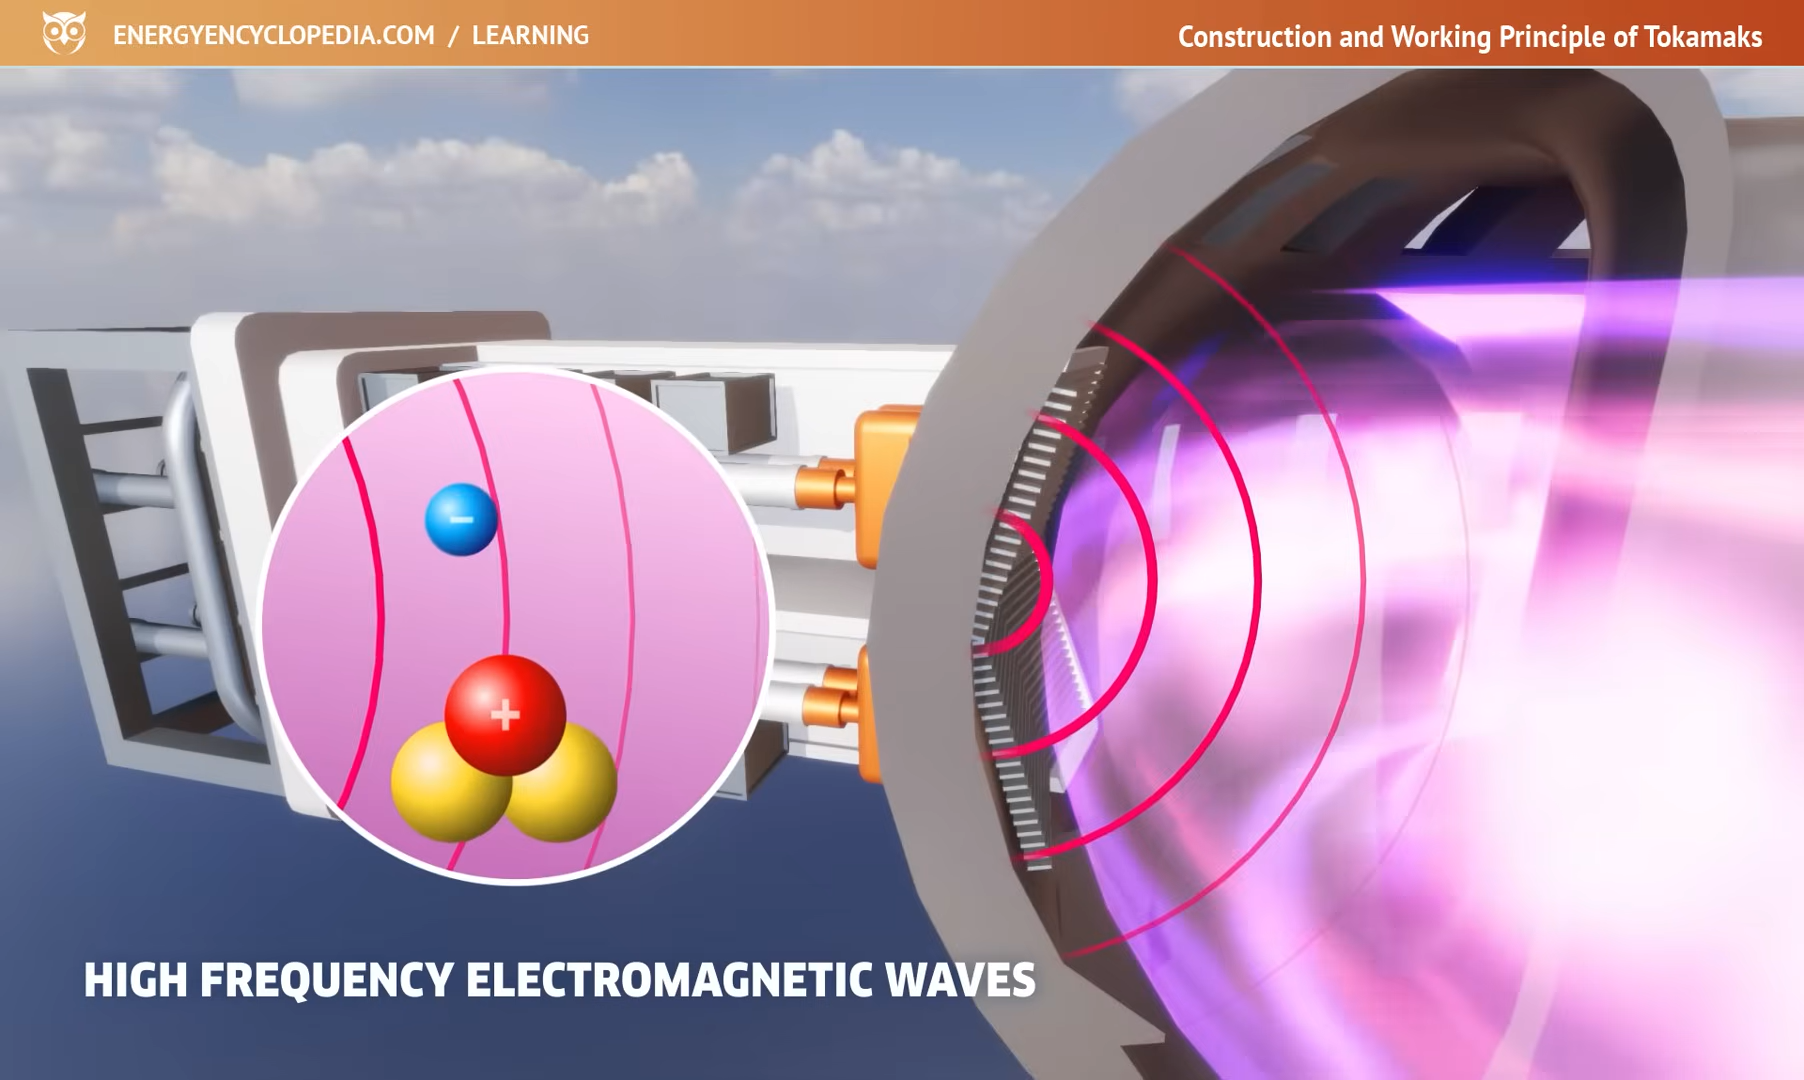 ENERGYENCYCLOPEDIA.COM / LEARNING
Construction and Working Principle of Tokamaks
-
+
HIGH FREQUENCY ELECTROMAGNETIC WAVES